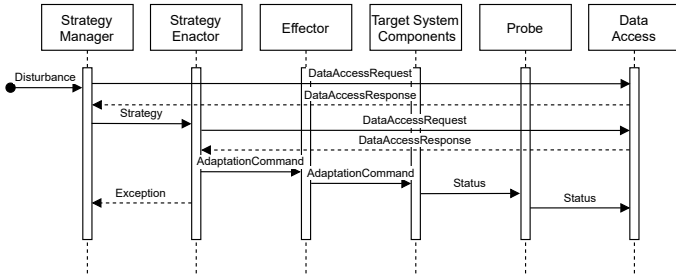 Strategy
Manager
Strategy
Enactor
Effector
Target System
Components
Probe
Data
Access
Disturbance
DataAccessRequest
DataAccessResponse
Strategy
DataAccessRequest
DataAccessResponse
AdaptationCommand
AdaptationCommand
Exception
Status
Status